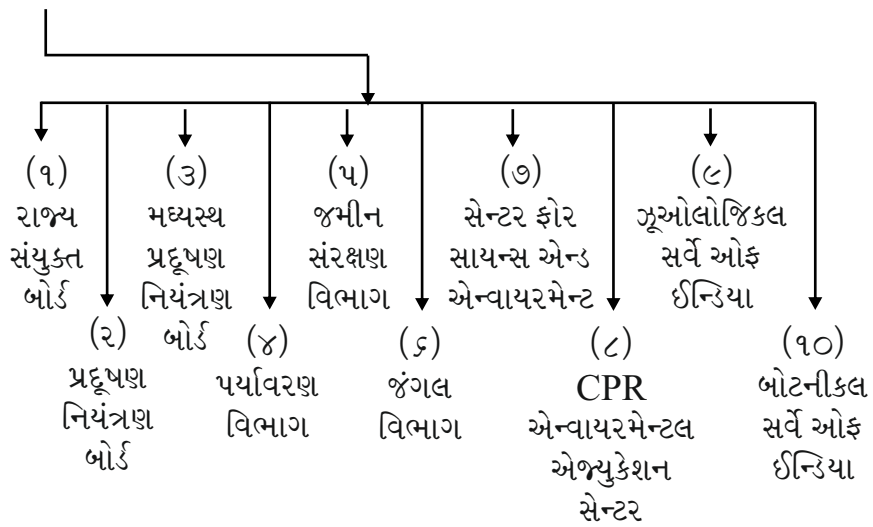 (૧)
રાજ્ય
સંયુક્ત
બોર્ડ
(૨)
પ્રદૂષણ
નિયંત્રણ
બોર્ડ
(૩)
મઘ્યસ્થ
પ્રદૂષણ
નિયંત્રણ
બોર્ડ
(૪)
પર્યાવરણ
વિભાગ
(૫)
જમીન
સંરક્ષણ
વિભાગ
(૬)
જંગલ
વિભાગ
(૭)
સેન્ટર ફોર
સાયન્સ એન્ડ
એન્વાયરમેન્ટ
(૮)
CPR
એન્વાયરમેન્ટલ
એજ્યુકેશન
સેન્ટર
(૯)
ઝૂઓલોજિકલ
સર્વે ઓફ
ઈન્ડિયા
(૧૦)
બોટનીકલ
સર્વે ઓફ
ઈન્ડિયા